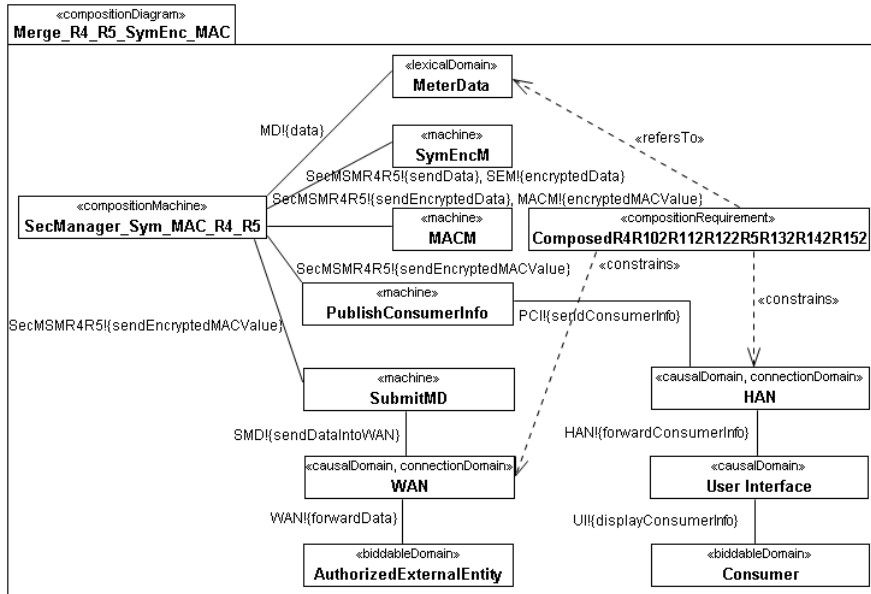 «compositionDiagram»
Merge_R4_R5_SymEnc_MAC
«lexicalDomain»
MeterData
MD!{data}
«refersTo»
«machine»
SymEncM
SecMSMR4R5!{sendData}, SEM!{encryptedData}
SecMSMR4R5!{sendEncryptedData}, MACM!{encryptedMACValue}
«compositionMachine»
SecManager_Sym_MAC_R4_R5
«machine»
MACM
«compositionRequirement»
ComposedR4R102R112R122R5R132R142R152
SecMSMR4R5!{sendEncryptedMACValue}
«constrains»
«machine»
PublishConsumerInfo
«constrains»
PCI!{sendConsumerInfo}
SecMSMR4R5!{sendEncryptedMACValue}
«machine»
SubmitMD
«causalDomain, connectionDomain»
HAN
SMD!{sendDataIntoWAN}
HAN!{forwardConsumerInfo}
«causalDomain, connectionDomain»
WAN
«causalDomain»
User Interface
WAN!{forwardData}
UI!{displayConsumerInfo}
«biddableDomain»
AuthorizedExternalEntity
«biddableDomain»
Consumer